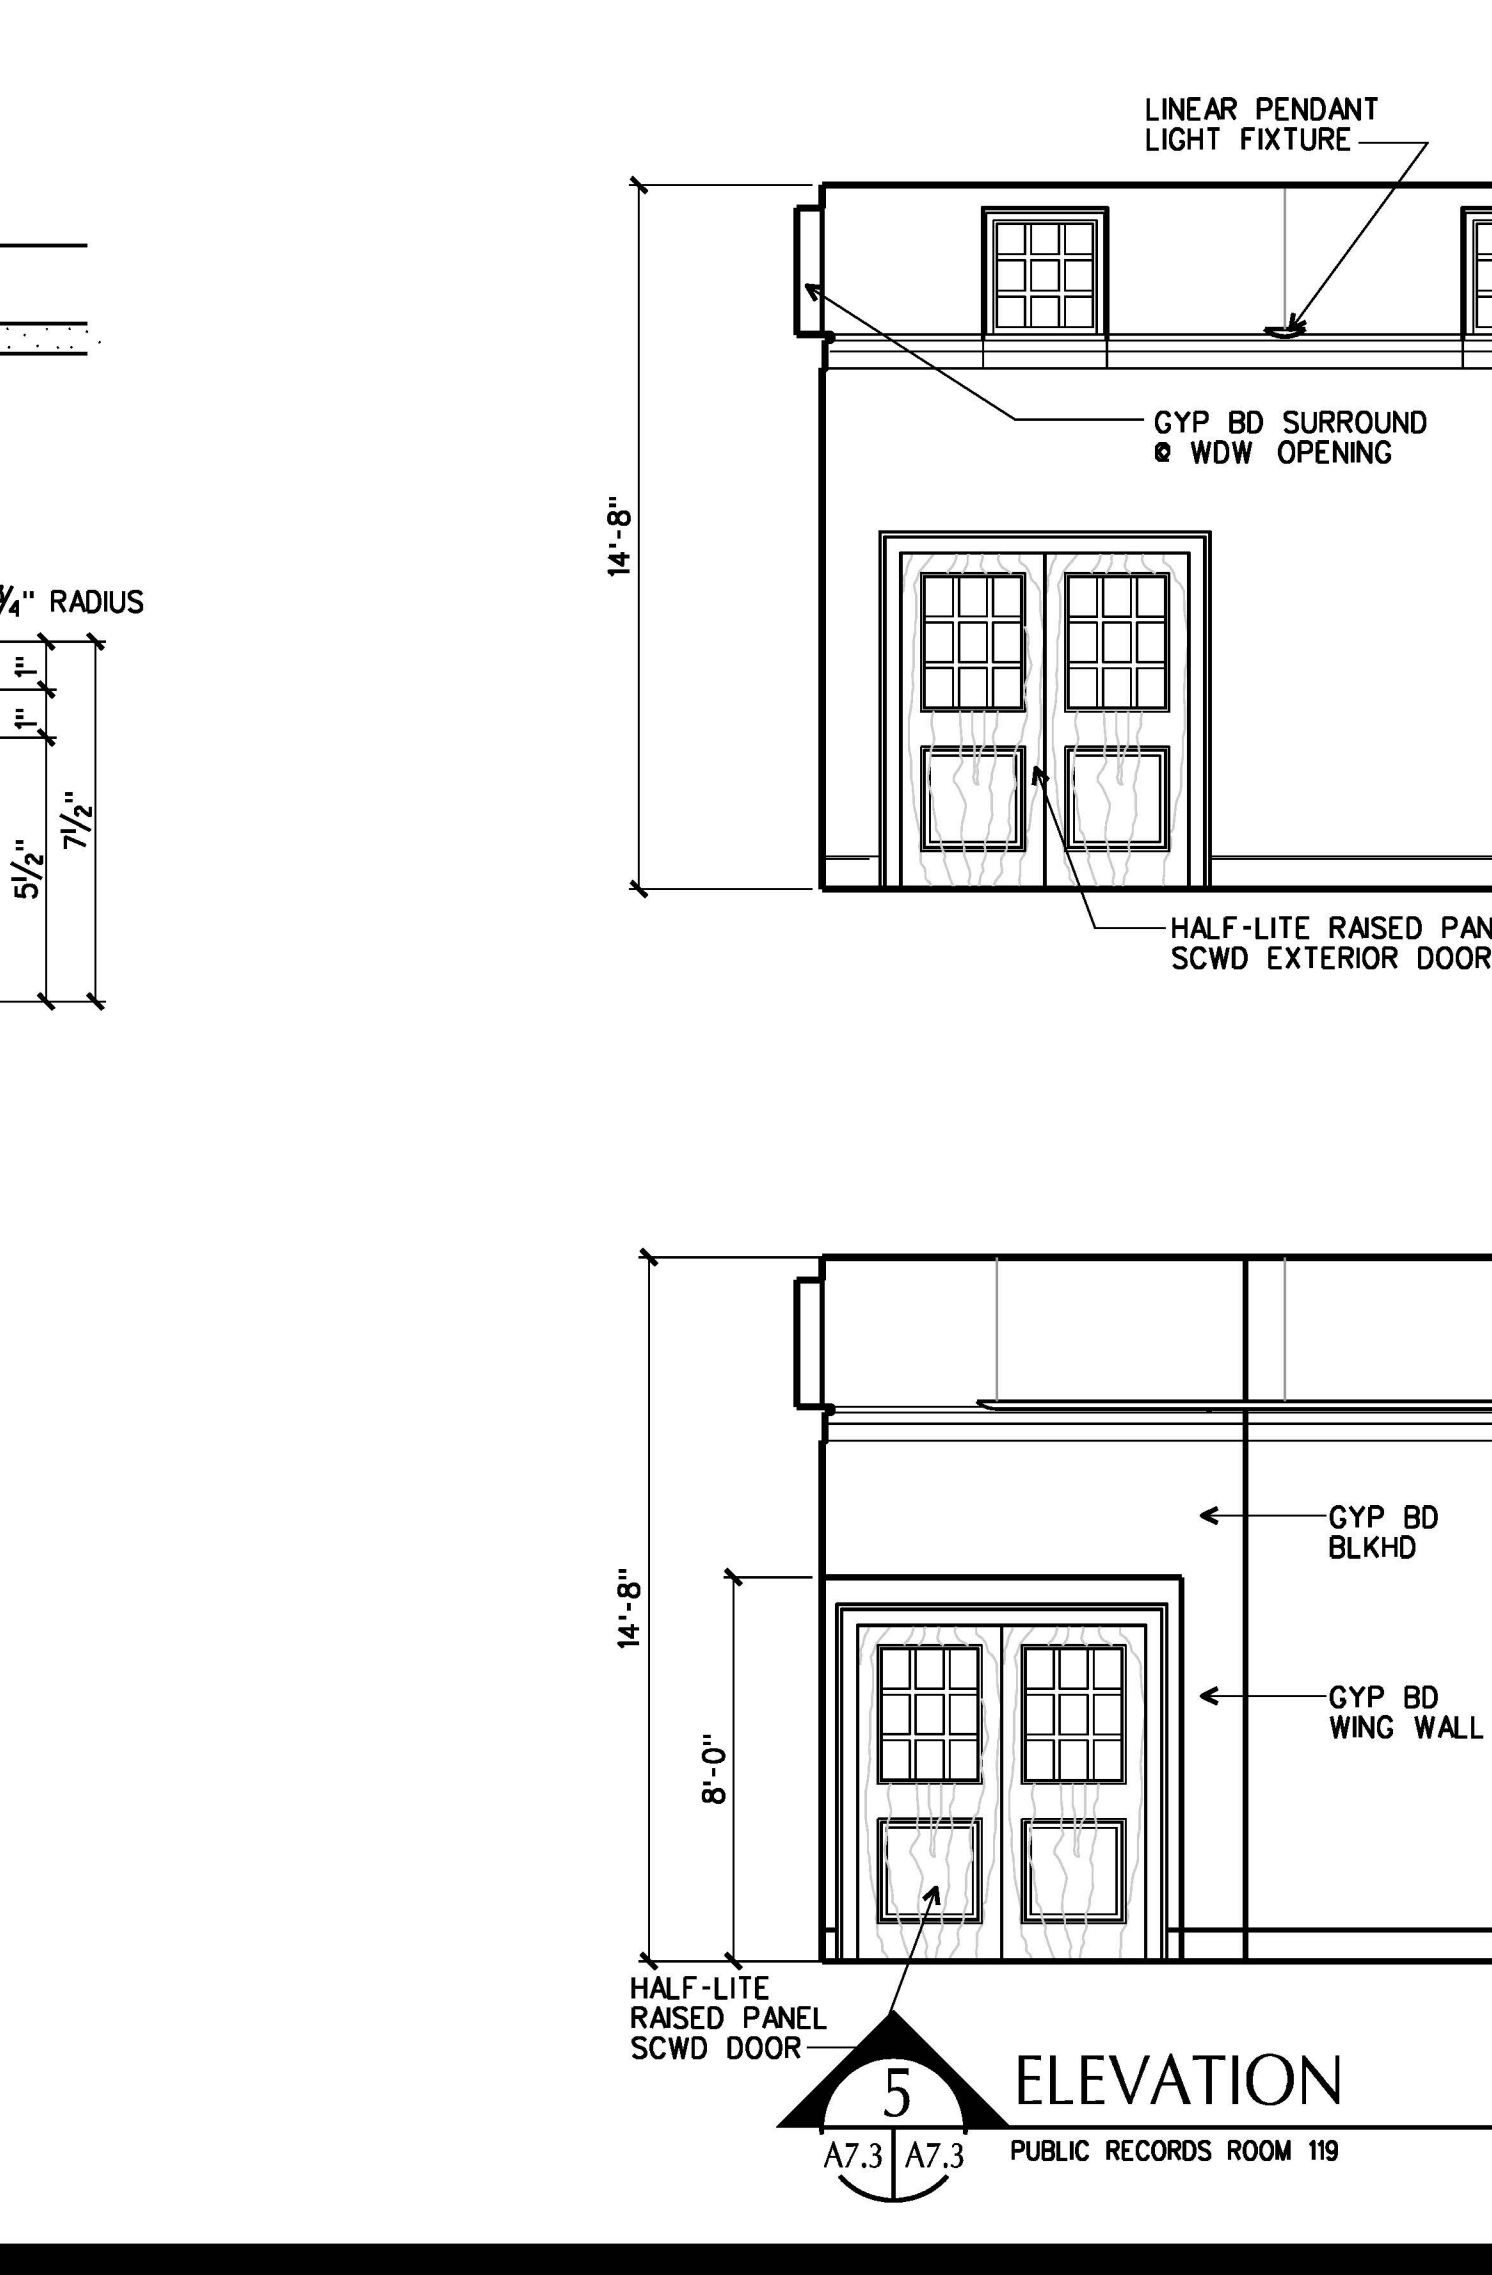 LINEAR PENDANT
LIGHT FIXTURE
GYP BD SURROUND
@ WDW OPENING
14'-8"
RADIUS
1"
1"
5½"
7½"
HALF-LITE RAISED
SCWD EXTERIOR DOOR
GYP BD
BLKHD
14'-8"
8'-0"
GYP BD
WING WALL
HALF-LITE
RAISED PANEL
SCWD DOOR
5
ELEVATION
A7.3 A7.3
PUBLIC RECORDS ROOM 119